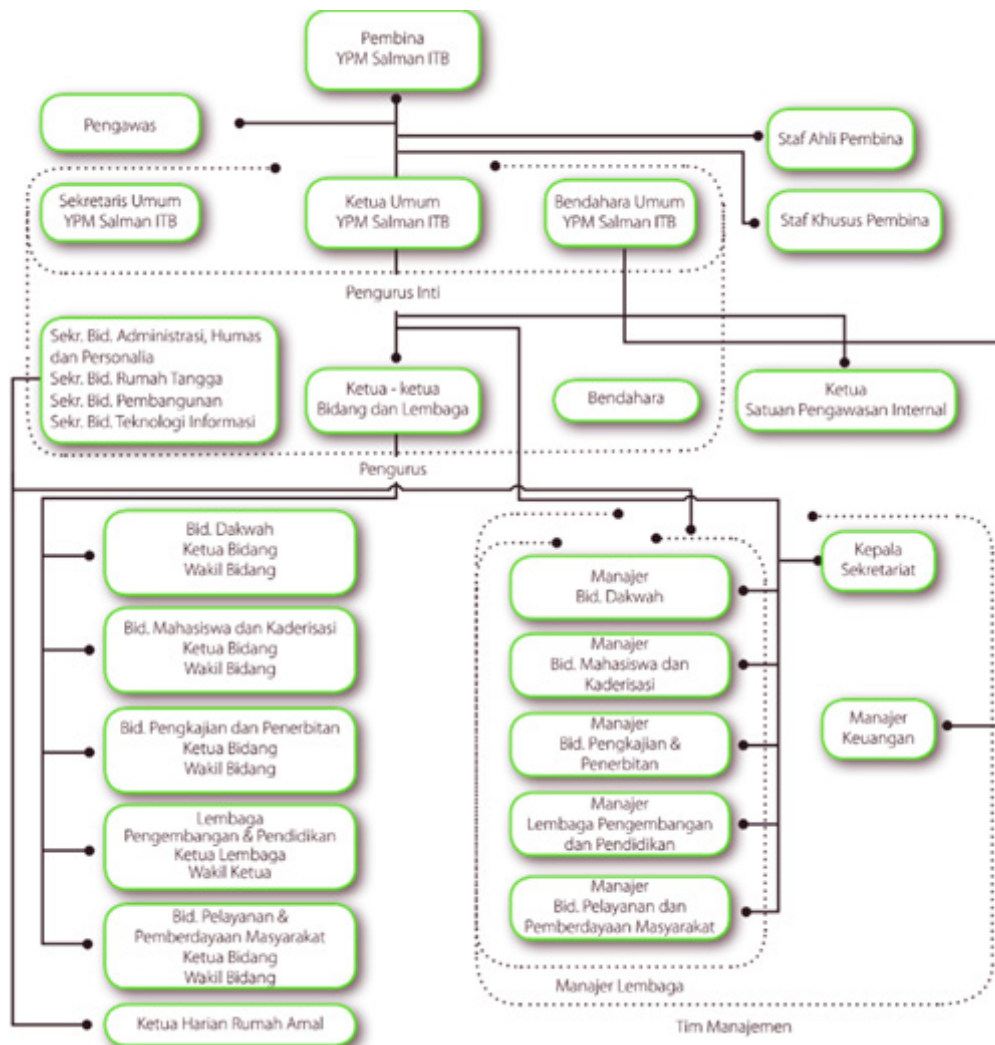 Pembina
YPM Salman ITB
Pengawas
Staf Ahli Pembina
Sekretaris Umum
YPM Salman ITB
Ketua Umum
YPM Salman ITB
Bendahara Umum
YPM Salman ITB
Staf Khusus Pembina
Pengurus Inti
Sekr. Bid. Administrasi, Humas
dan Personalia
Sekr. Bid. Rumah Tangga
Sekr. Bid. Pembangunan
Sekr. Bid. Teknologi Informasi
Ketua - ketua
Bidang dan Lembaga
Bendahara
Ketua
Satuan Pengawasan Internal
Pengurus
Bid. Dakwah
Ketua Bidang
Wakil Bidang
Bid. Mahasiswa dan Kaderisasi
Ketua Bidang
Wakil Bidang
Bid. Pengkajian dan Penerbitan
Ketua Bidang
Wakil Bidang
Lembaga
Pengembangan & Pendidikan
Ketua Lembaga
Wakil Ketua
Bid. Pelayanan &
Pemberdayaan Masyarakat
Ketua Bidang
Wakil Bidang
Ketua Harian Rumah Amal
Manajer
Bid. Dakwah
Manajer
Bid. Mahasiswa dan
Kaderisasi
Manajer
Bid. Pengkajian &
Penerbitan
Manajer
Lembaga Pengembangan
dan Pendidikan
Manajer
Bid. Pelayanan dan
Pemberdayaan Masyarakat
Manajer Lembaga
Kepala
Sekretariat
Manajer
Keuangan
Tim Manajemen